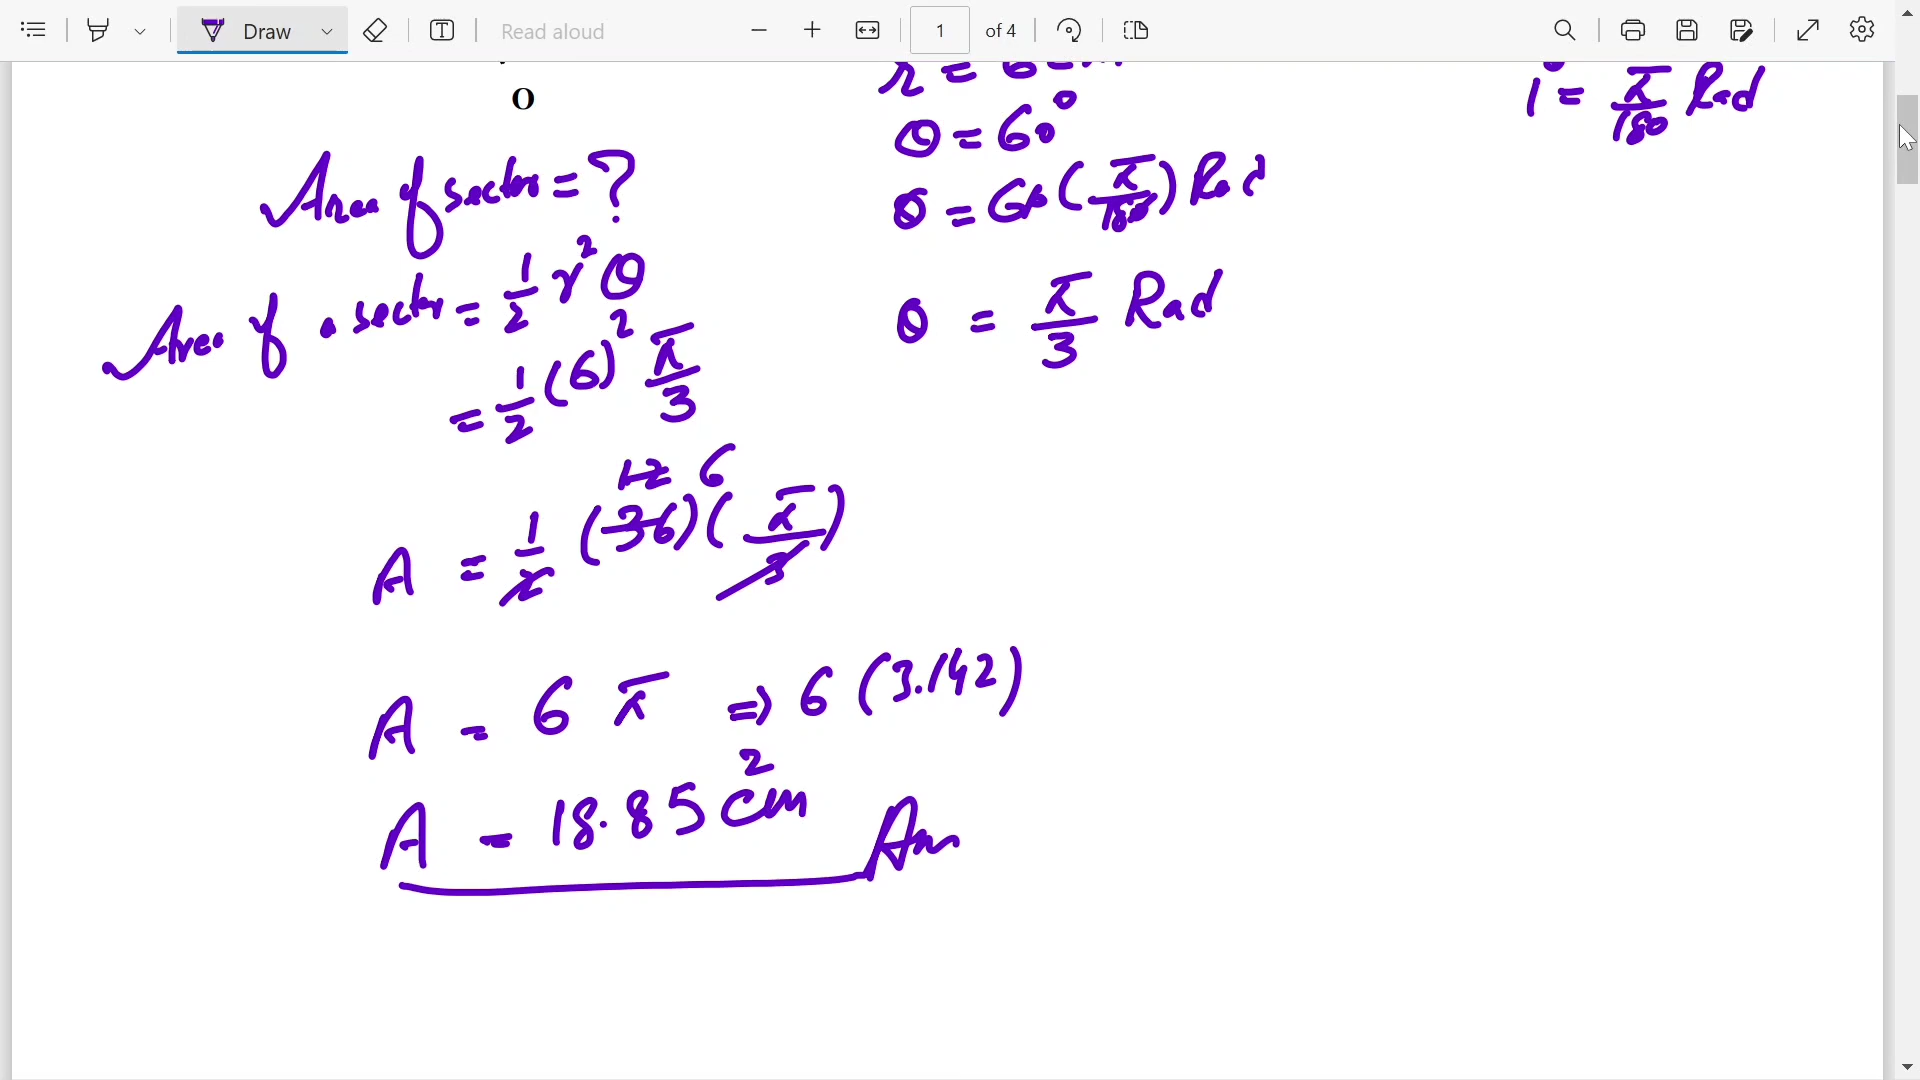 Draw
Read aloud
1 of 4
O
r = 6 cm
θ = 60°
θ = 60 (π/180) Rad
θ = π/3 Rad
1° = π/180 Rad
Area of sector = ?
Area of a sector = 1/2 r² θ
= 1/2 (6)² π/3
12 6
A = 1/2 (36) (π/3)
A = 6 π ⇒ 6 (3.142)
A = 18.85 cm² Ans